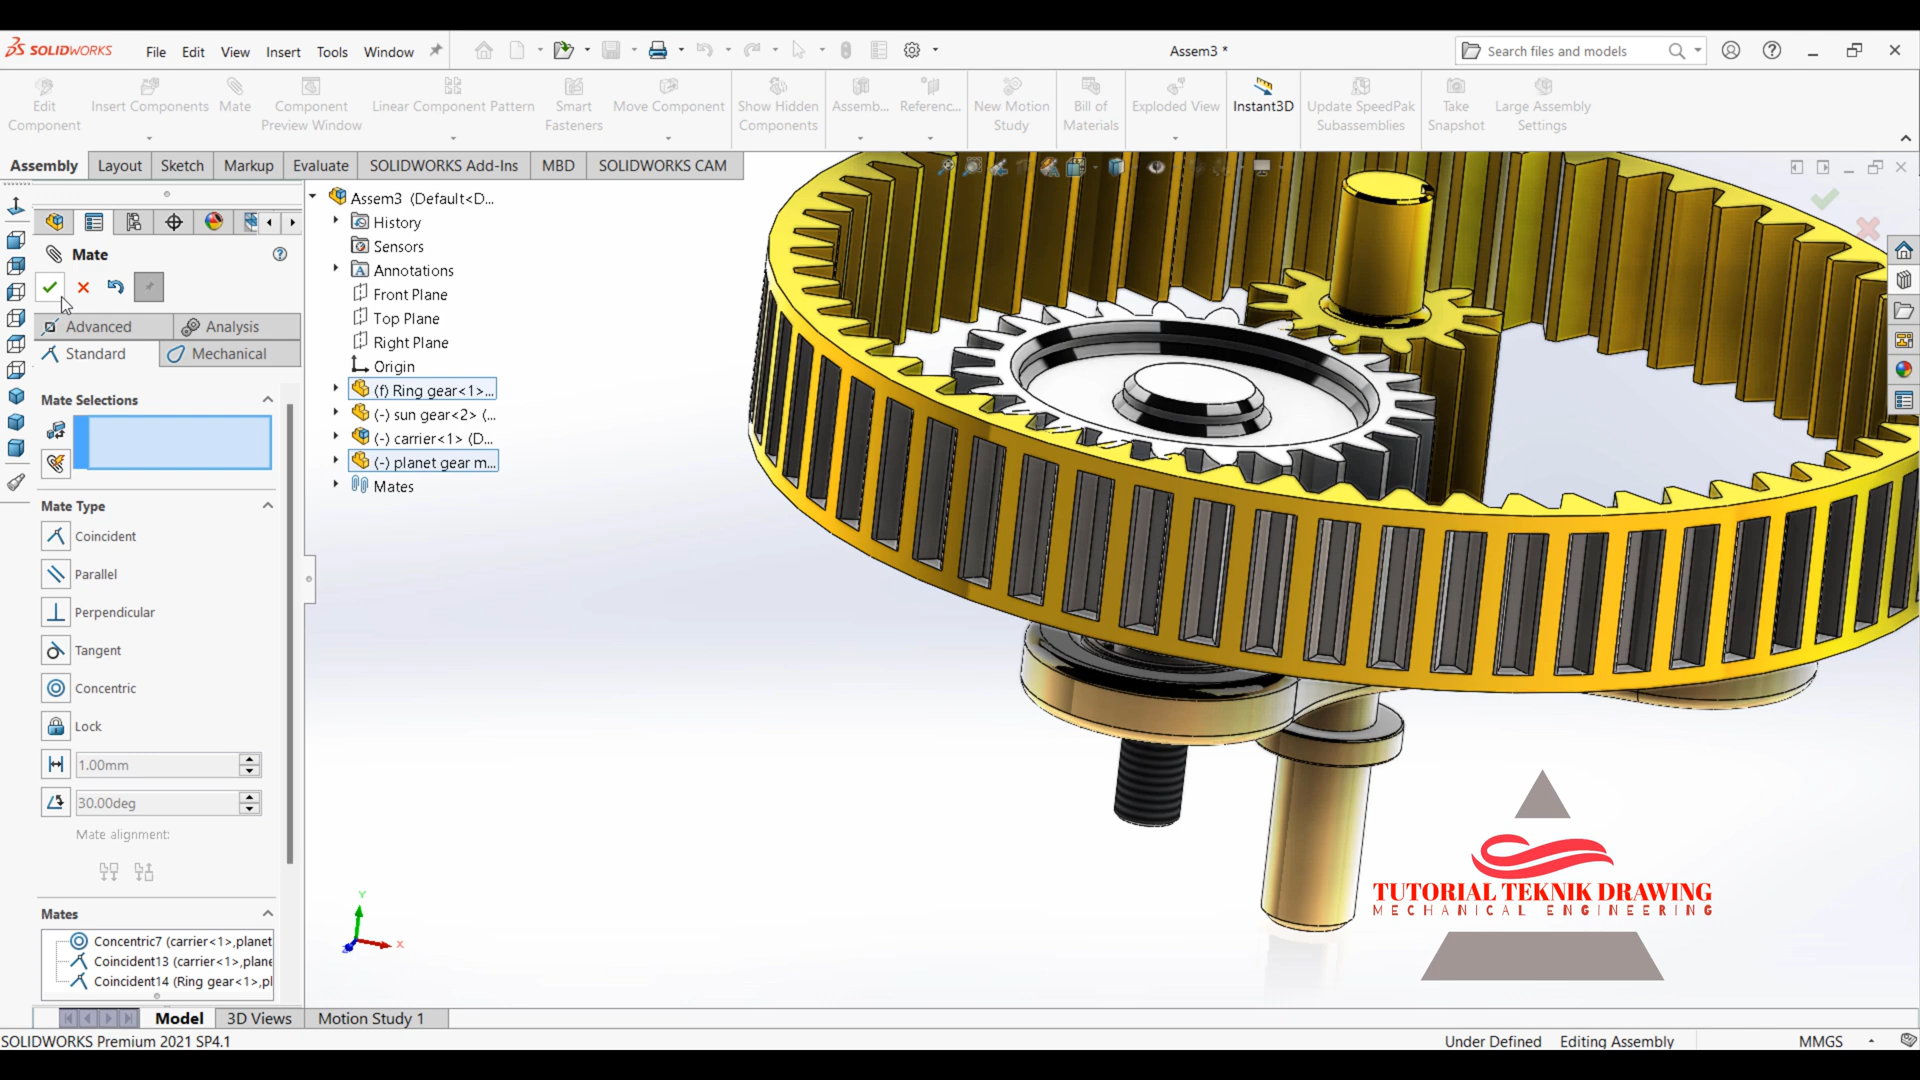 SOLIDWORKS
File Edit View Insert Tools Window
Assem3 *
Search files and models
Edit Component
Insert Components
Mate
Component Preview Window
Linear Component Pattern
Smart Fasteners
Move Component
Show Hidden Components
Assemb...
Referenc...
New Motion Study
Bill of Materials
Exploded View
Instant3D
Update SpeedPak Subassemblies
Take Snapshot
Large Assembly Settings
Assembly Layout Sketch Markup Evaluate SOLIDWORKS Add-Ins MBD SOLIDWORKS CAM
Mate
Advanced Analysis
Standard Mechanical
Mate Selections
Mate Type
Coincident
Parallel
Perpendicular
Tangent
Concentric
Lock
1.00mm
30.00deg
Mate alignment:
Mates
Concentric7 (carrier<1>,planet
Coincident13 (carrier<1>,plane
Coincident14 (Ring gear<1>,pl
Assem3 (Default<D...
History
Sensors
Annotations
Front Plane
Top Plane
Right Plane
Origin
(f) Ring gear<1>...
(-) sun gear<2> (...
(-) carrier<1> (D...
(-) planet gear m...
Mates
Y
X
TUTORIAL TEKNIK DRAWING
MECHANICAL ENGINEERING
Model 3D Views Motion Study 1
SOLIDWORKS Premium 2021 SP4.1
Under Defined Editing Assembly MMGS